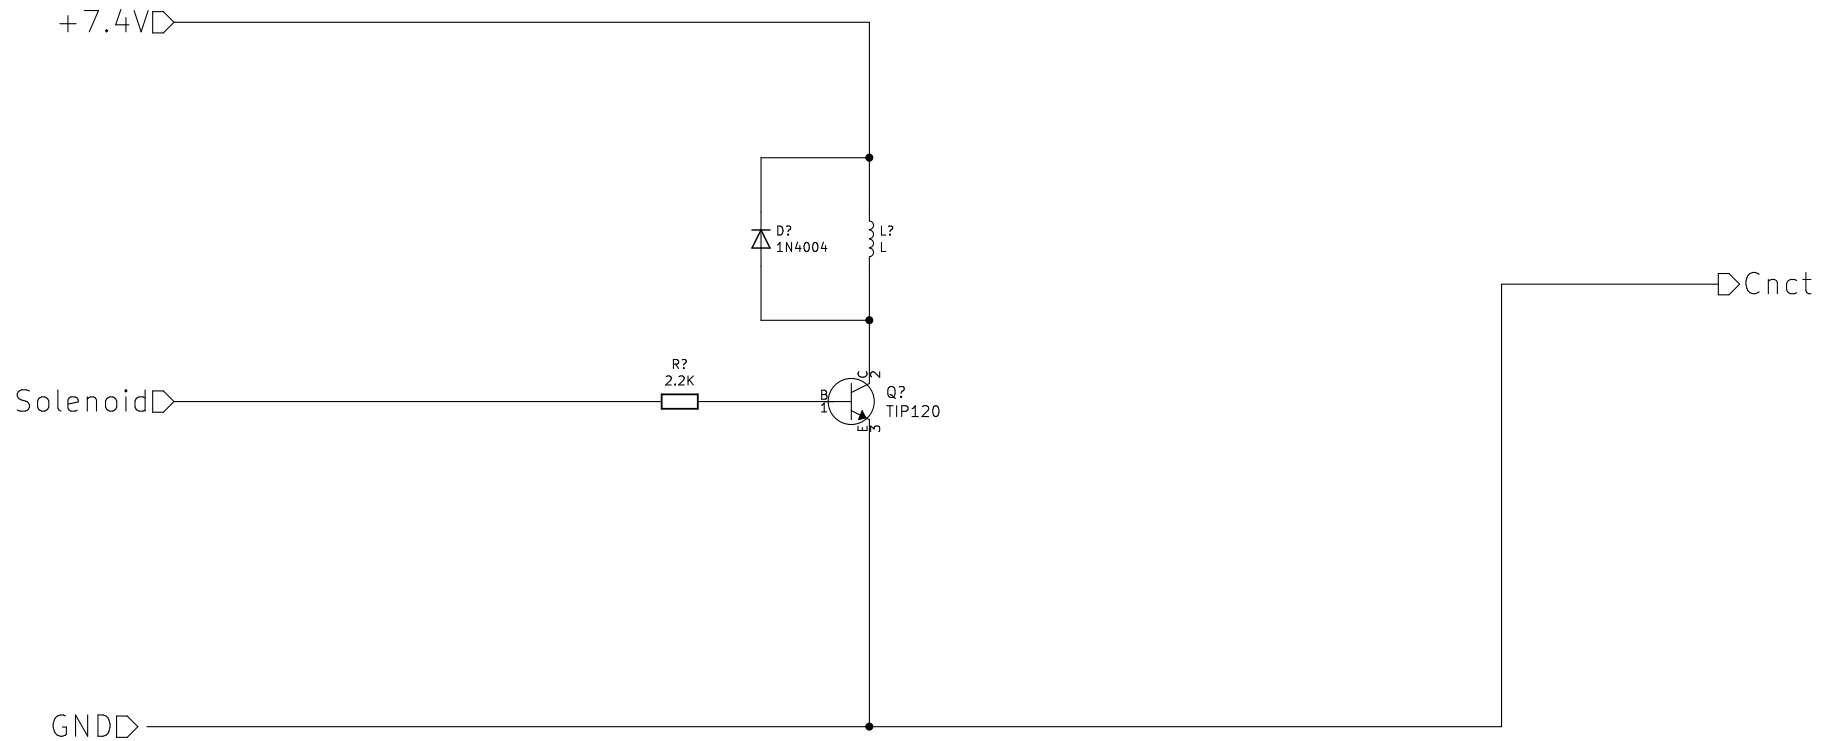 +7.4V
D?
1N4004
L?
L
Cnct
R?
2.2K
Solenoid
B
1
C
2
Q?
TIP120
E
3
GND